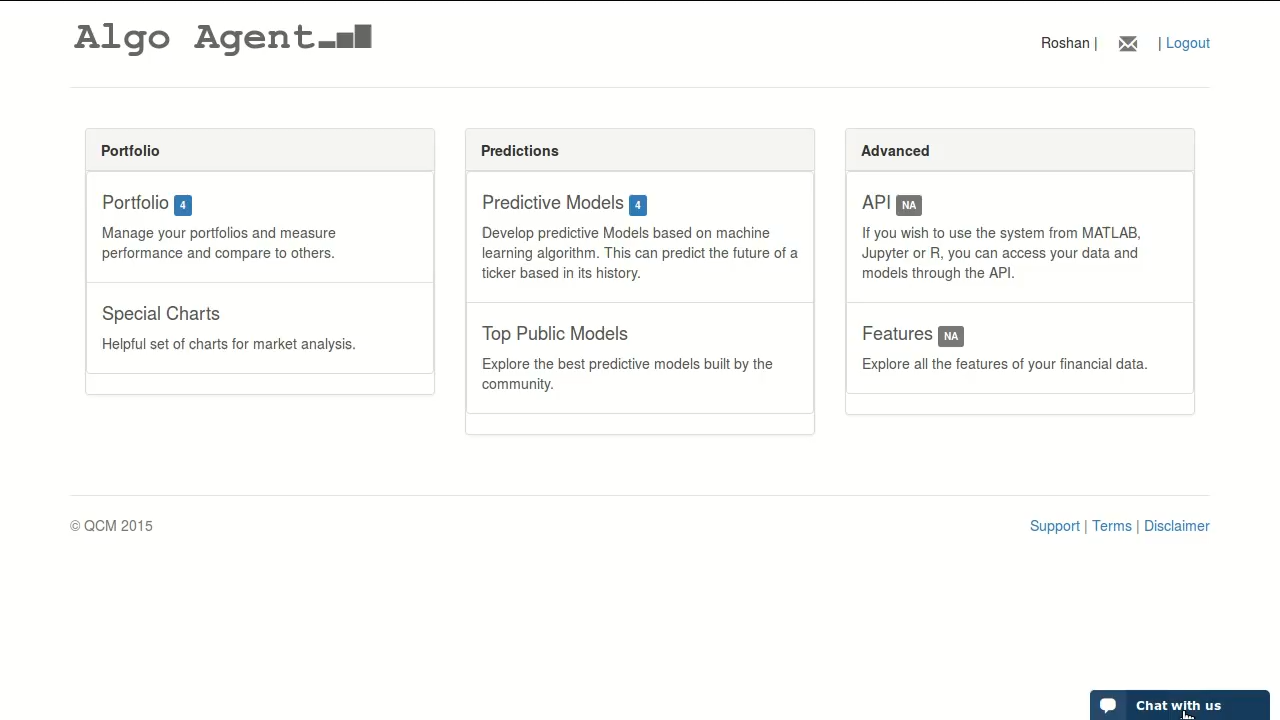 Algo Agent
Roshan |
| Logout
Portfolio
Portfolio 4
Manage your portfolios and measure
performance and compare to others.
Special Charts
Helpful set of charts for market analysis.
Predictions
Predictive Models 4
Develop predictive Models based on machine
learning algorithm. This can predict the future of a
ticker based in its history.
Top Public Models
Explore the best predictive models built by the
community.
Advanced
API NA
If you wish to use the system from MATLAB,
Jupyter or R, you can access your data and
models through the API.
Features NA
Explore all the features of your financial data.
© QCM 2015
Support | Terms | Disclaimer
Chat with us